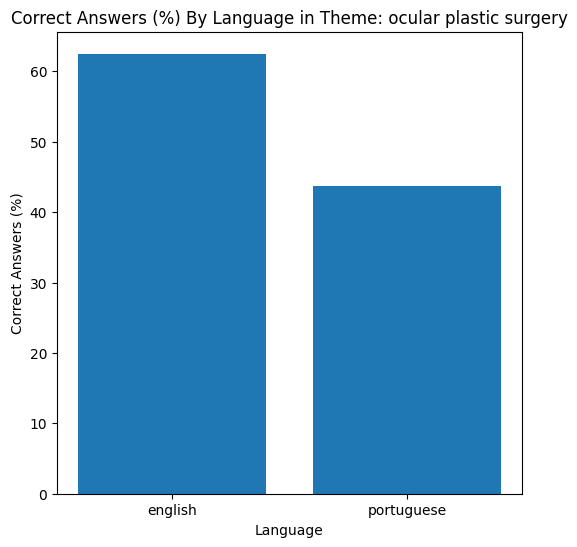 Correct Answers (%) By Language in Theme: ocular plastic surgery
Correct Answers (%)
60
50
40
30
20
10
0
english portuguese
Language